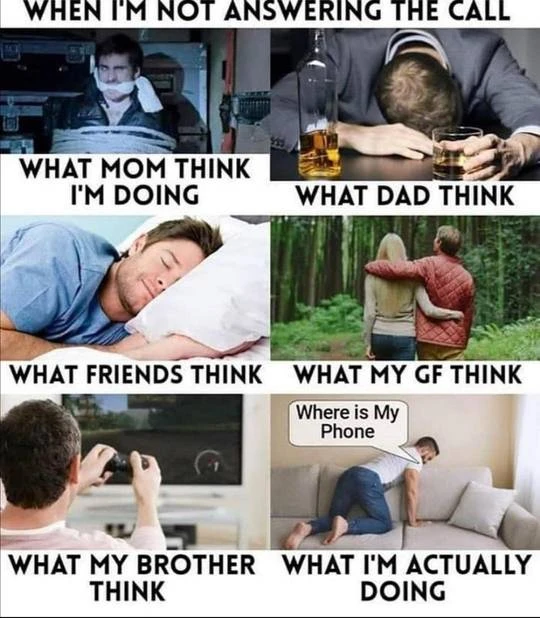 WHEN I'M NOT ANSWERING THE CALL
WHAT MOM THINK
I'M DOING
WHAT DAD THINK
WHAT FRIENDS THINK
WHAT MY GF THINK
Where is My
Phone
WHAT MY BROTHER
THINK
WHAT I'M ACTUALLY
DOING